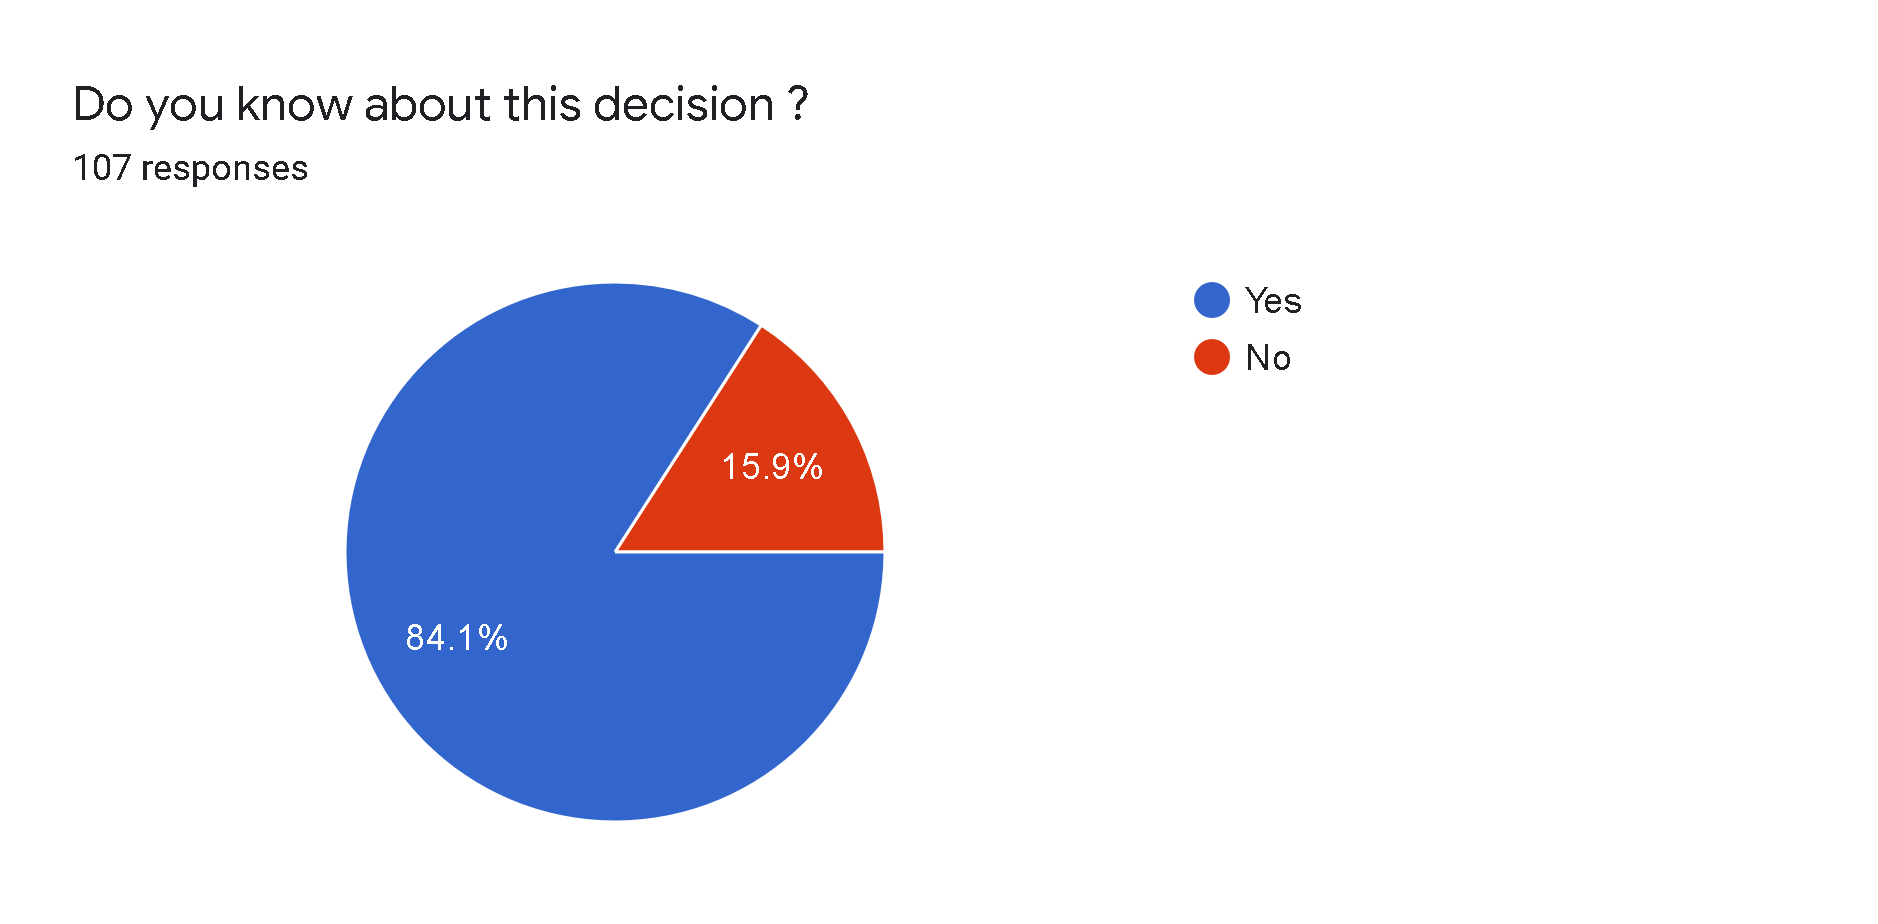 Do you know about this decision ?
107 responses
Yes
No
15.9%
84.1%